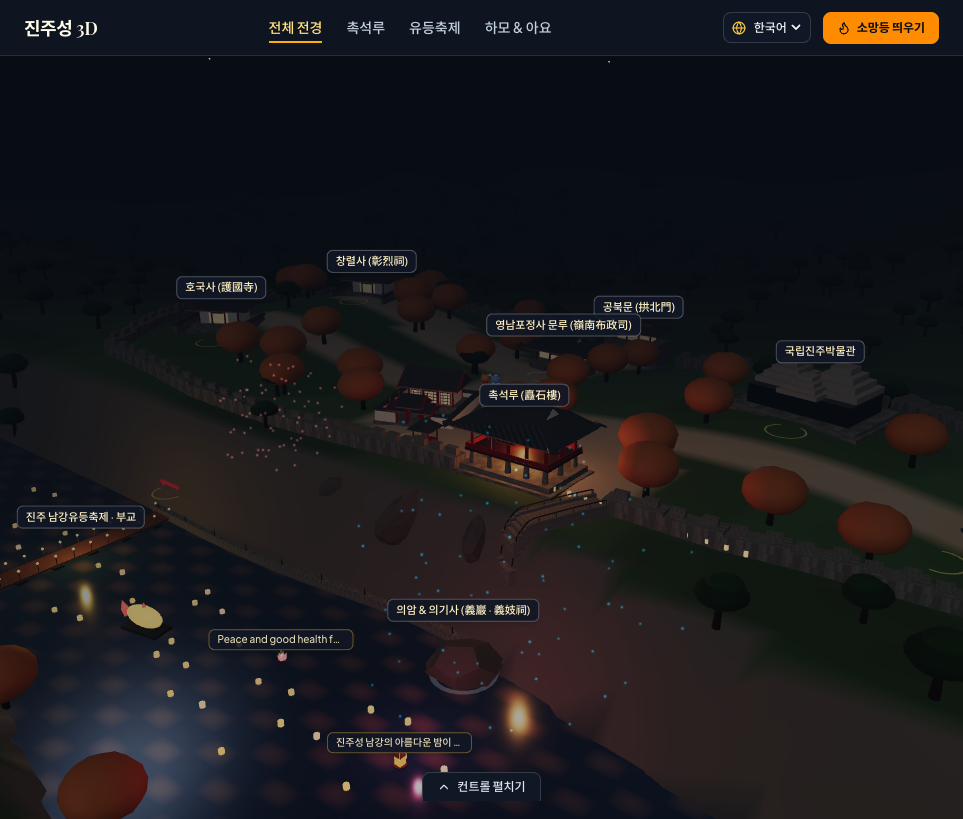 진주성 3D
전체 전경
촉석루
유등축제
하모 & 아요
한국어
소망등 띄우기
창렬사 (彰烈祠)
호국사 (護國寺)
공북문 (拱北門)
영남포정사 문루 (嶺南布政司)
국립진주박물관
촉석루 (矗石樓)
진주 남강유등축제 · 부교
의암 & 의기사 (義巖 · 義妓祠)
Peace and good health f...
진주성 남강의 아름다운 밤이 ...
컨트롤 펼치기